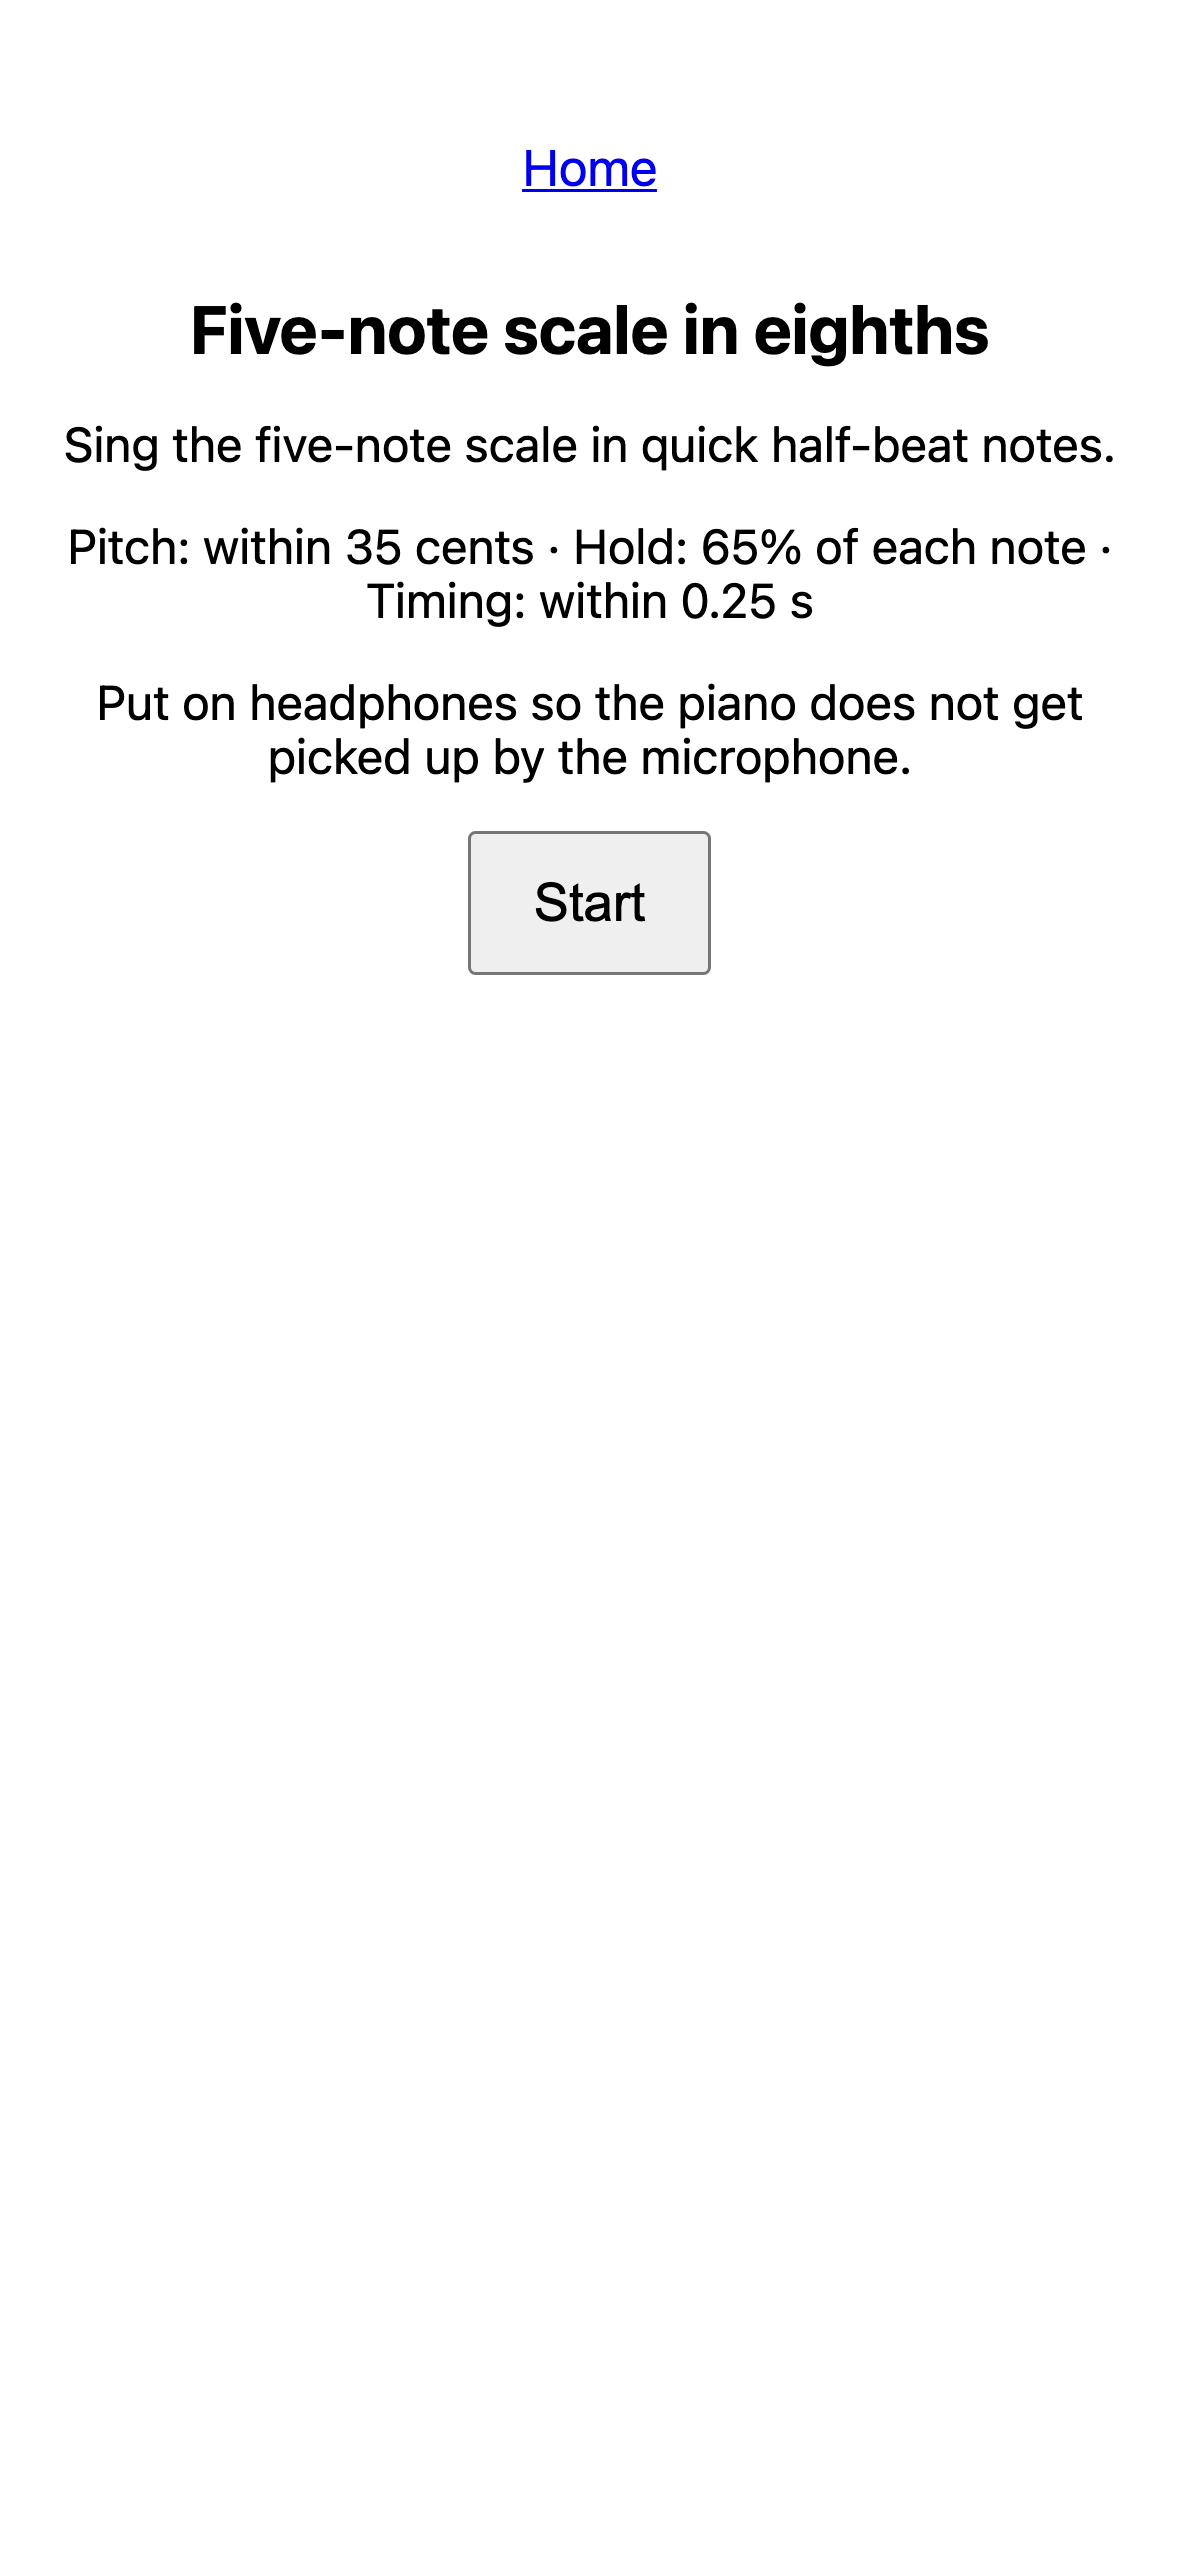 Home
Five-note scale in eighths
Sing the five-note scale in quick half-beat notes.
Pitch: within 35 cents · Hold: 65% of each note ·
Timing: within 0.25 s
Put on headphones so the piano does not get
picked up by the microphone.
Start